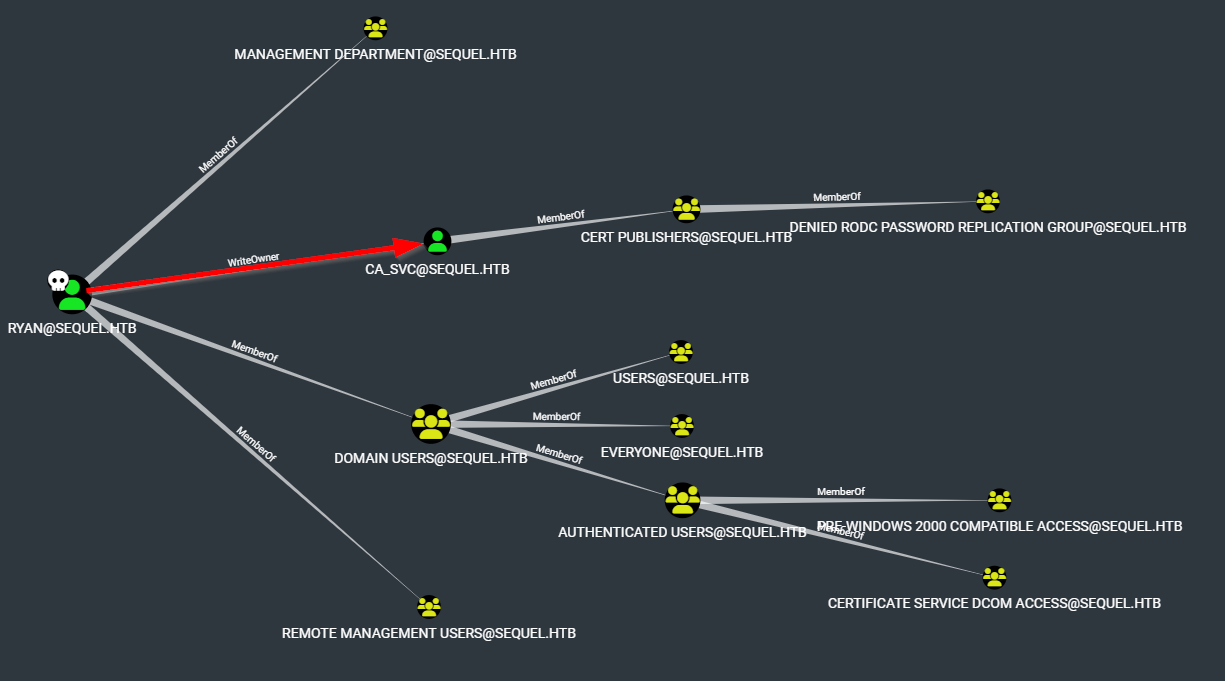 MANAGEMENT DEPARTMENT@SEQUEL.HTB
MemberOf
MemberOf
MemberOf
DENIED RODC PASSWORD REPLICATION GROUP@SEQUEL.HTB
CERT PUBLISHERS@SEQUEL.HTB
WriteOwner
CA_SVC@SEQUEL.HTB
RYAN@SEQUEL.HTB
MemberOf
MemberOf
USERS@SEQUEL.HTB
MemberOf
MemberOf
EVERYONE@SEQUEL.HTB
MemberOf
DOMAIN USERS@SEQUEL.HTB
MemberOf
PRE-WINDOWS 2000 COMPATIBLE ACCESS@SEQUEL.HTB
AUTHENTICATED USERS@SEQUEL.HTB
MemberOf
CERTIFICATE SERVICE DCOM ACCESS@SEQUEL.HTB
REMOTE MANAGEMENT USERS@SEQUEL.HTB